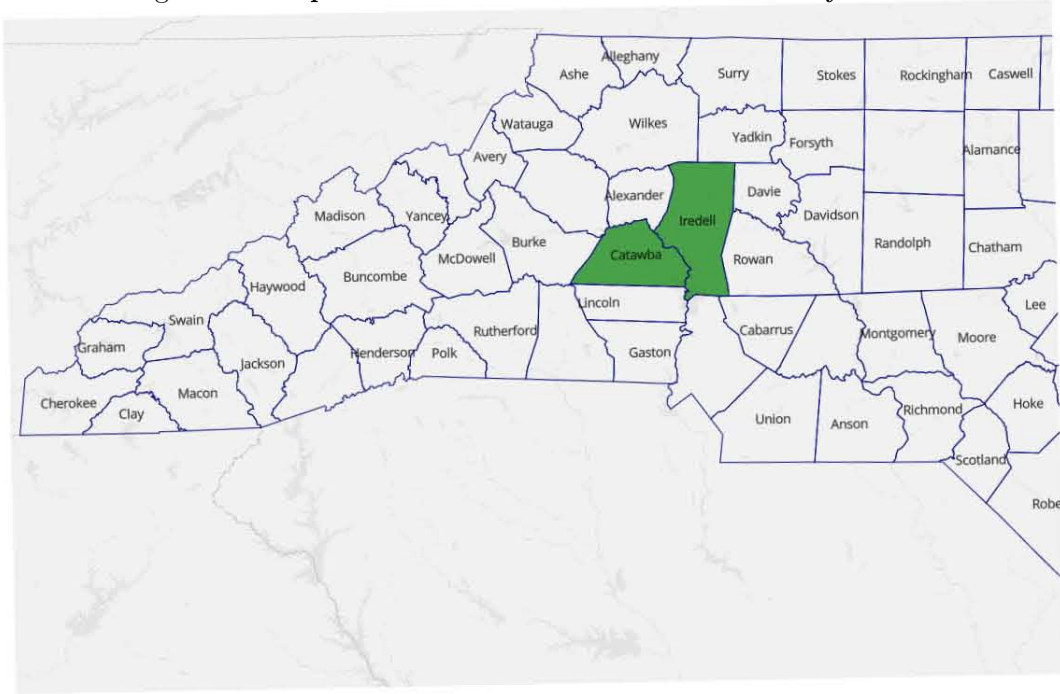 Alleghany
Ashe
Surry
Stokes
Rockingham
Caswell
Watauga
Wilkes
Yadkin
Forsyth
Alamance
Avery
Alexander
Davie
Madison
Yancey
Iredell
Davidson
Burke
Randolph
Chatham
Catawba
McDowell
Rowan
Buncombe
Haywood
Lincoln
Lee
Swain
Rutherford
Cabarrus
Montgomery
Moore
Graham
Henderson
Polk
Gaston
Jackson
Macon
Cherokee
Clay
Hoke
Richmond
Union
Anson
Scotland
Robe